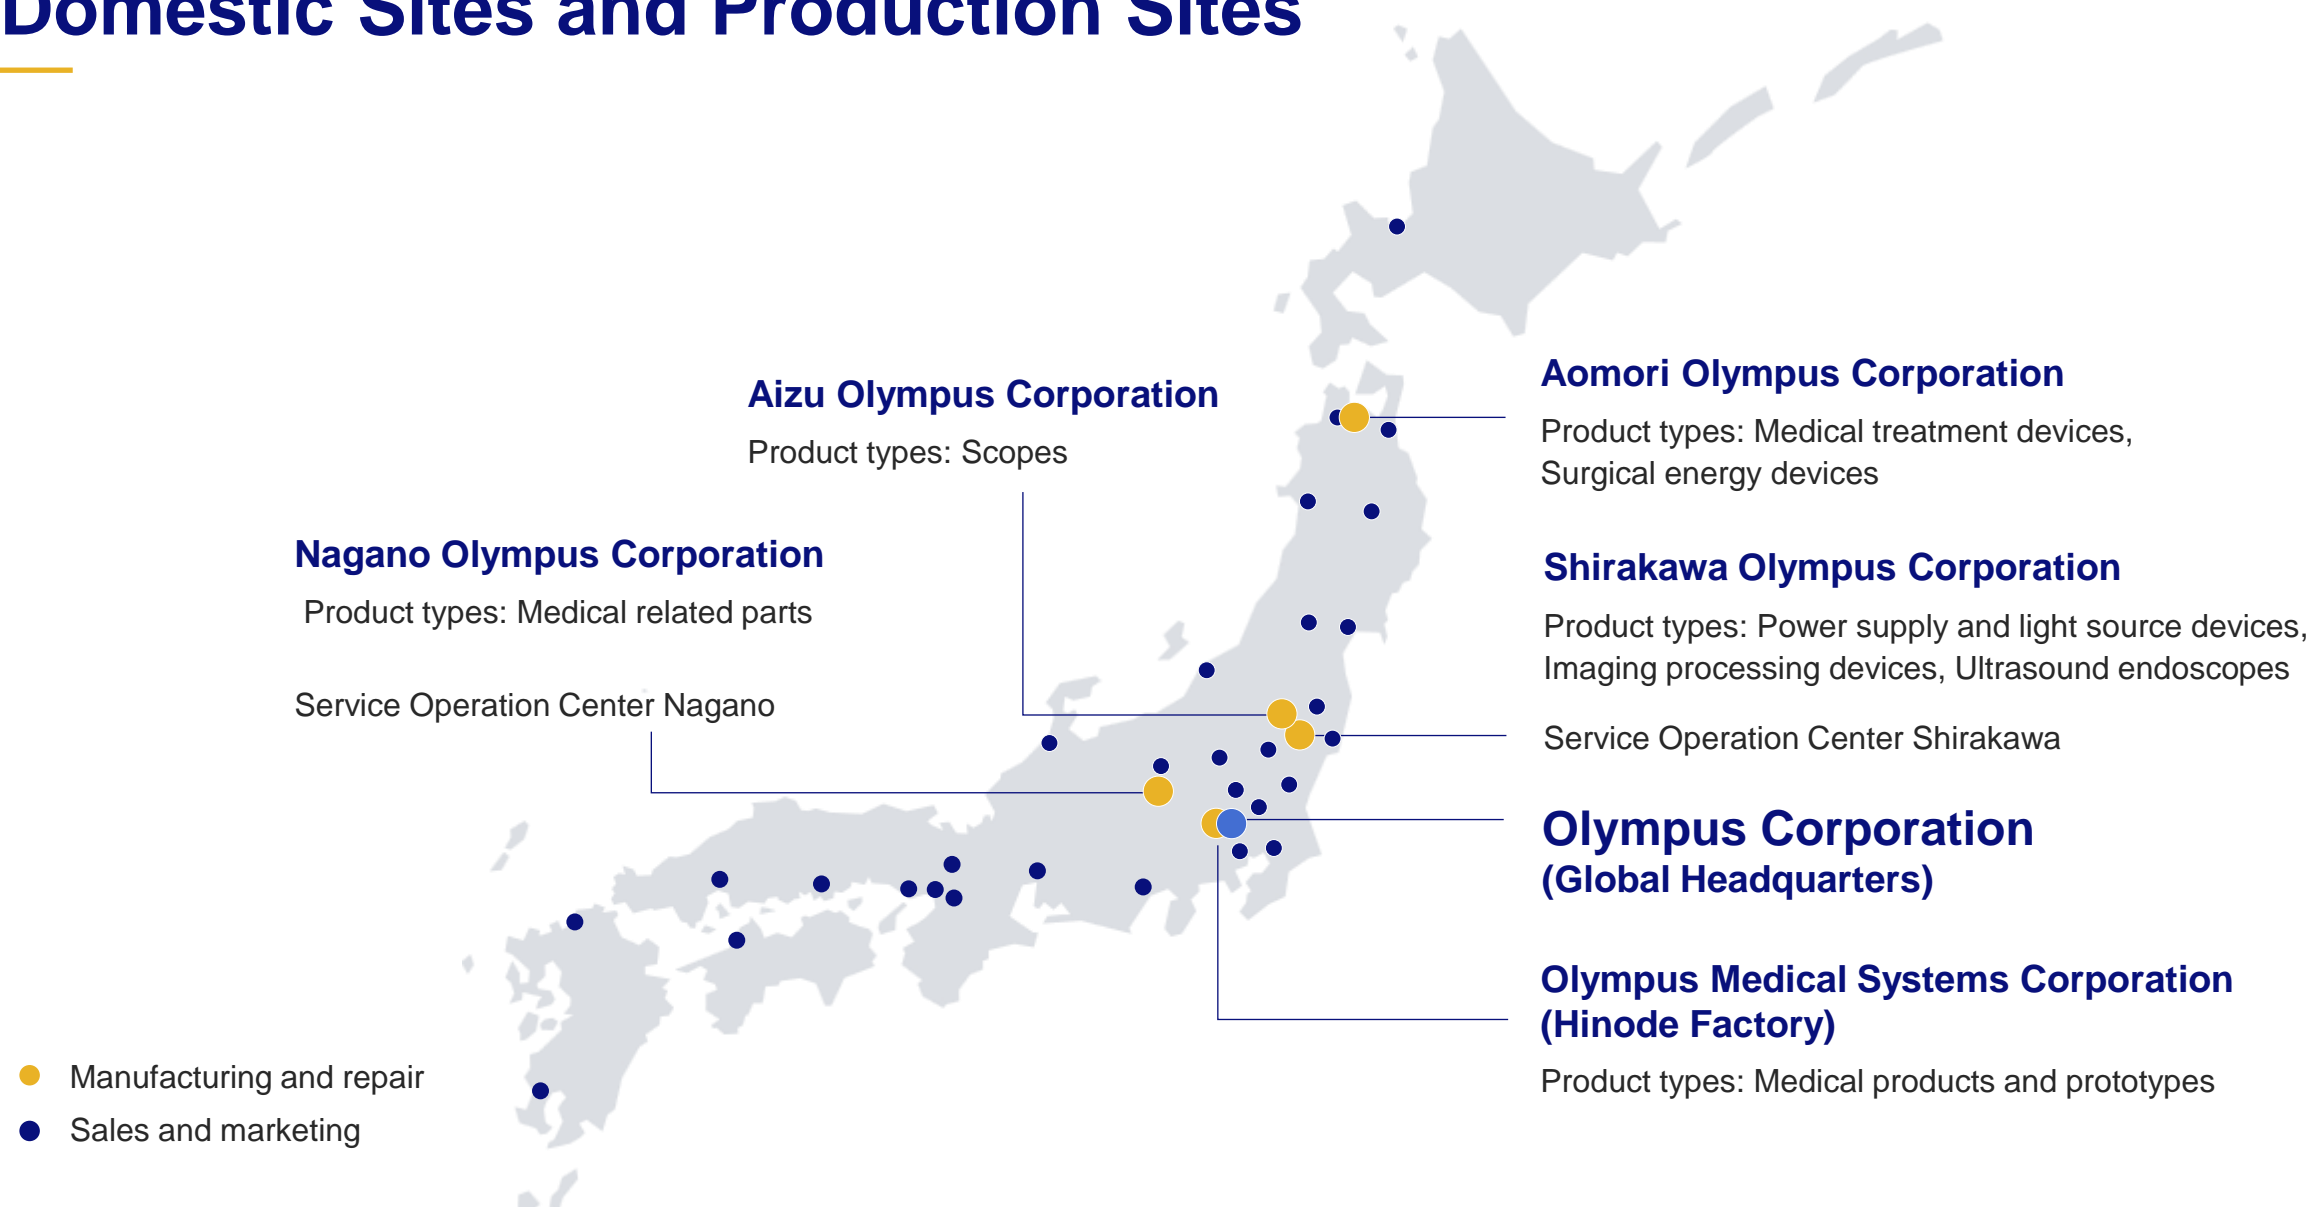 Domestic Sites and Production Sites
Aizu Olympus Corporation
Product types: Scopes
Nagano Olympus Corporation
Product types: Medical related parts
Service Operation Center Nagano
Aomori Olympus Corporation
Product types: Medical treatment devices,
Surgical energy devices
Shirakawa Olympus Corporation
Product types: Power supply and light source devices,
Imaging processing devices, Ultrasound endoscopes
Service Operation Center Shirakawa
Olympus Corporation
(Global Headquarters)
Olympus Medical Systems Corporation
(Hinode Factory)
Product types: Medical products and prototypes
Manufacturing and repair
Sales and marketing